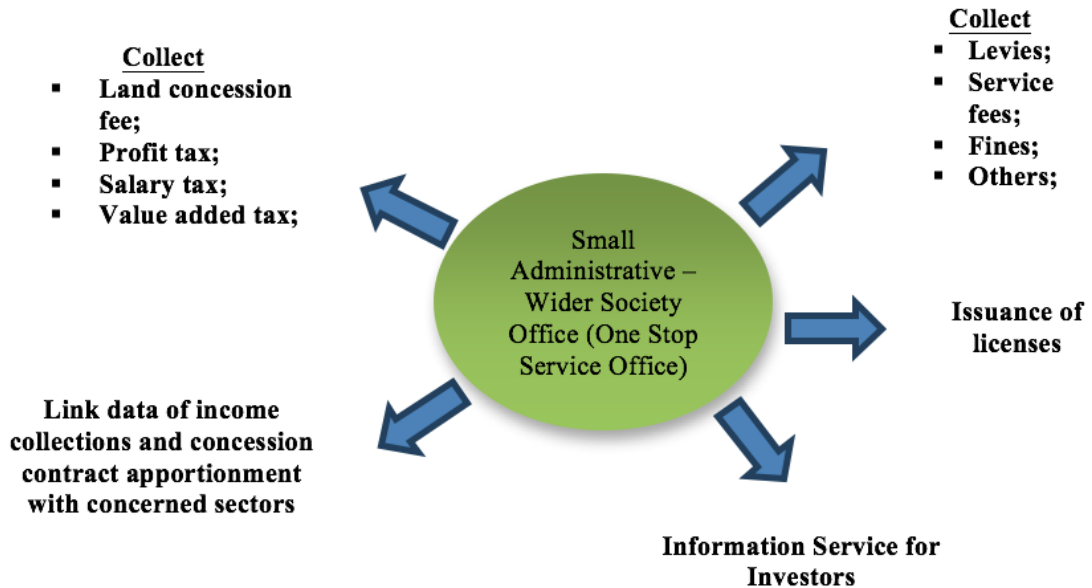 Collect
▪ Land concession
fee;
▪ Profit tax;
▪ Salary tax;
▪ Value added tax;
Collect
▪ Levies;
▪ Service
fees;
▪ Fines;
▪ Others;
Small
Administrative –
Wider Society
Office (One Stop
Service Office)
Issuance of
licenses
Link data of income
collections and concession
contract apportionment
with concerned sectors
Information Service for
Investors